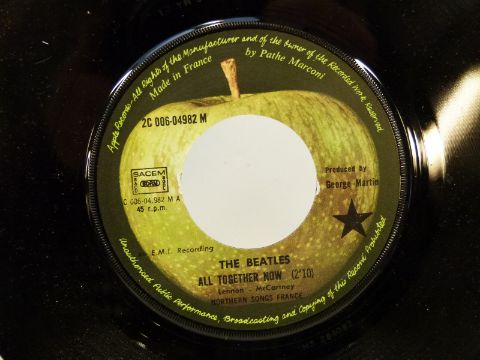 Apple Records - All Rights of the Manufacturer and of the Owner of the Recorded Work Reserved
Made in France by Pathe Marconi
2C 006-04982 M
SACEM
Produced by
George Martin
C 006-04.982 M A
45 r.p.m.
E.M.I. Recording
THE BEATLES
ALL TOGETHER NOW (2'10)
Lennon - McCartney
NORTHERN SONGS FRANCE
Unauthorized Public Performance, Broadcasting and Copying of this Record Prohibited